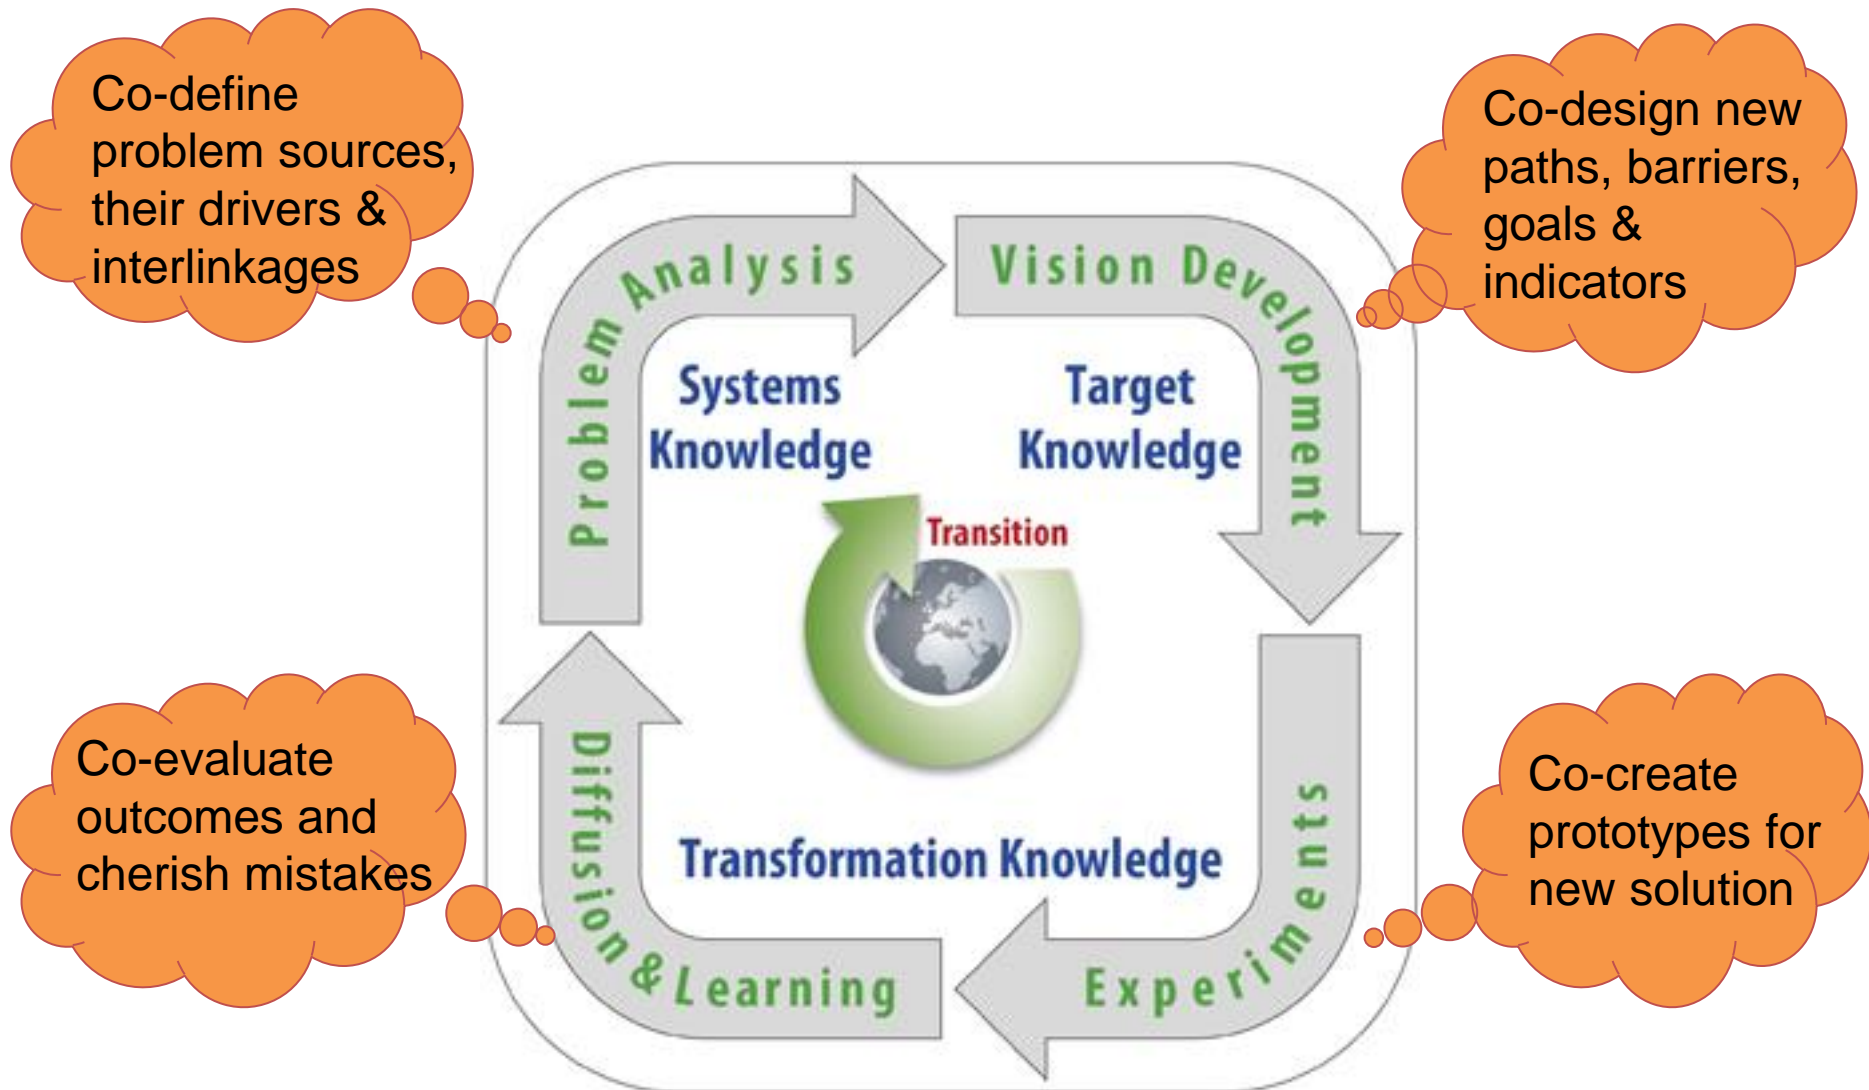 Co-define
problem sources,
their drivers &
interlinkages
Co-design new
paths, barriers,
goals &
indicators
Problem Analysis
Vision Development
Systems
Knowledge
Target
Knowledge
Transition
Transformation Knowledge
Diffusion & Learning
Experiments
Co-evaluate
outcomes and
cherish mistakes
Co-create
prototypes for
new solution